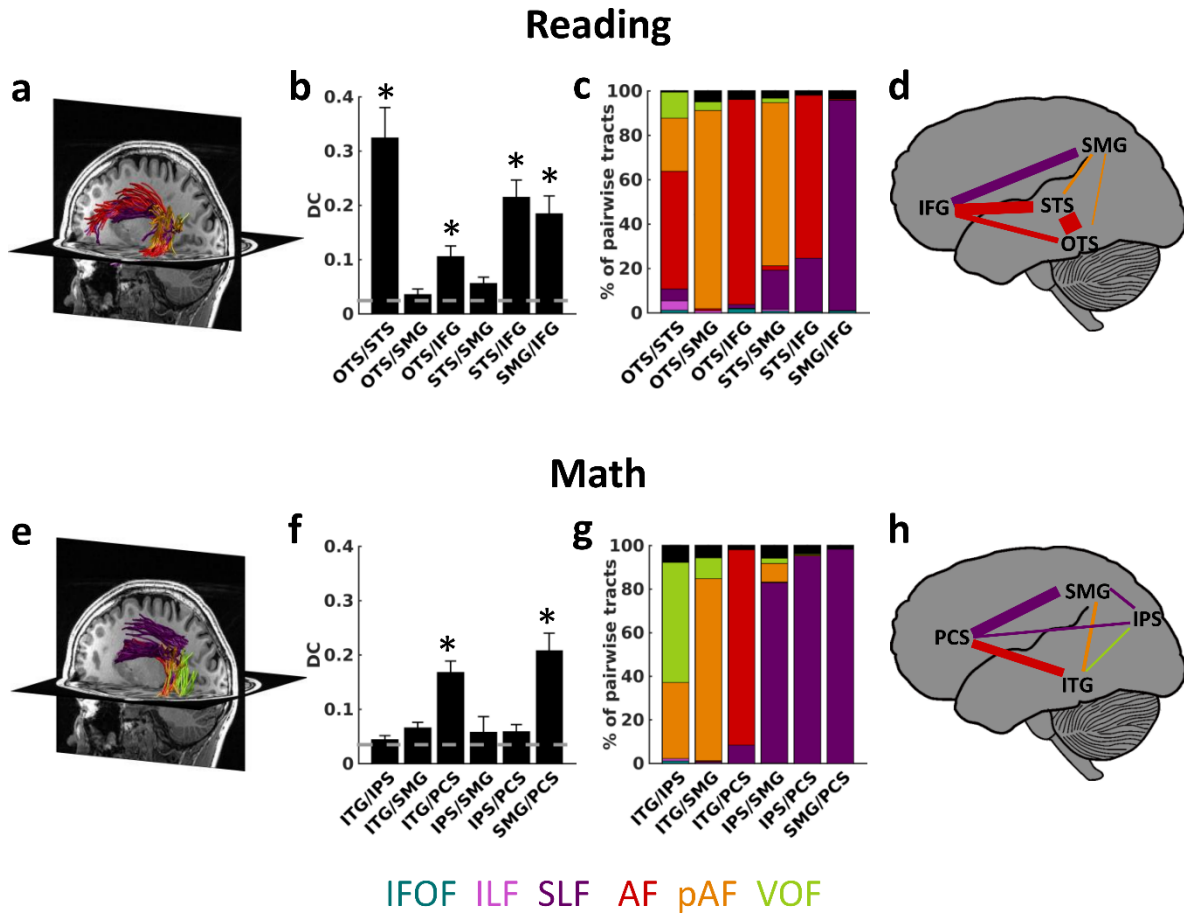 Reading
a
b
c
d
DC
0.4
0.3
0.2
0.1
0
*
*
*
*
OTS/STS
OTS/SMG
OTS/IFG
STS/SMG
STS/IFG
SMG/IFG
% of pairwise tracts
100
80
60
40
20
0
OTS/STS
OTS/SMG
OTS/IFG
STS/SMG
STS/IFG
SMG/IFG
SMG
IFG
STS
OTS
Math
e
f
g
h
DC
0.4
0.3
0.2
0.1
0
*
*
ITG/IPS
ITG/SMG
ITG/PCS
IPS/SMG
IPS/PCS
SMG/PCS
% of pairwise tracts
100
80
60
40
20
0
ITG/IPS
ITG/SMG
ITG/PCS
IPS/SMG
IPS/PCS
SMG/PCS
SMG
IPS
PCS
ITG
IFOF ILF SLF AF pAF VOF